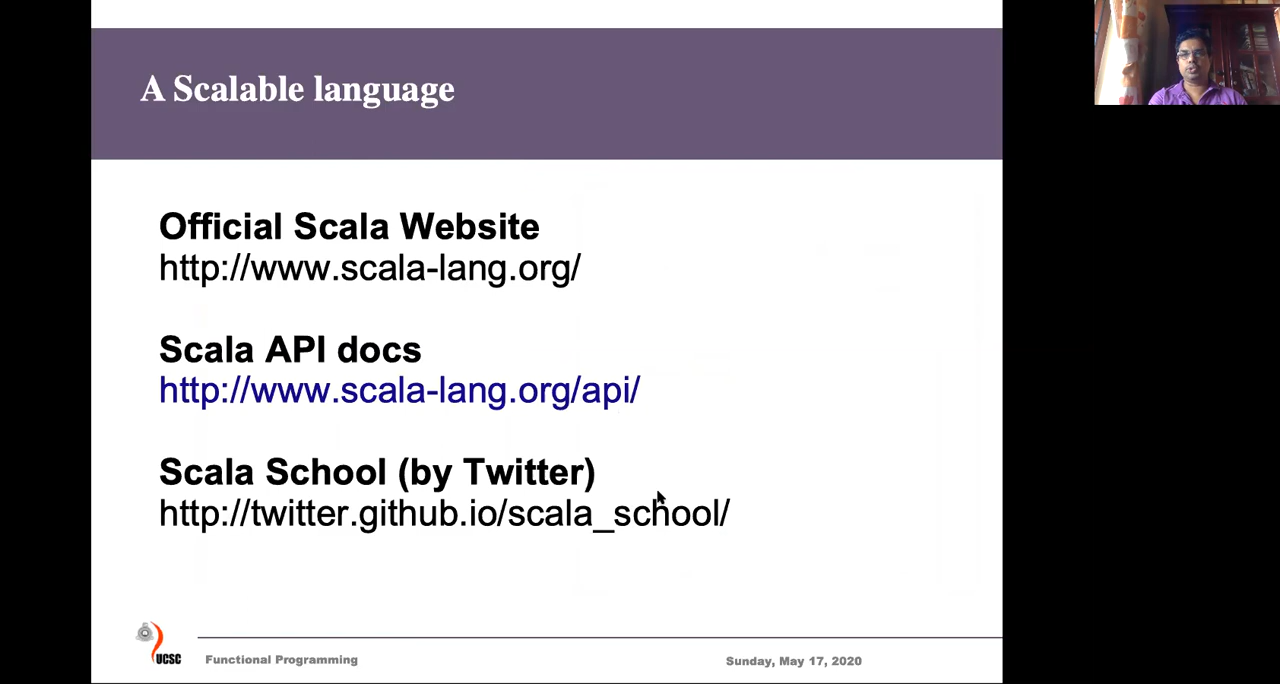 A Scalable language
Official Scala Website
http://www.scala-lang.org/
Scala API docs
http://www.scala-lang.org/api/
Scala School (by Twitter)
http://twitter.github.io/scala_school/
UCSC
Functional Programming
Sunday, May 17, 2020